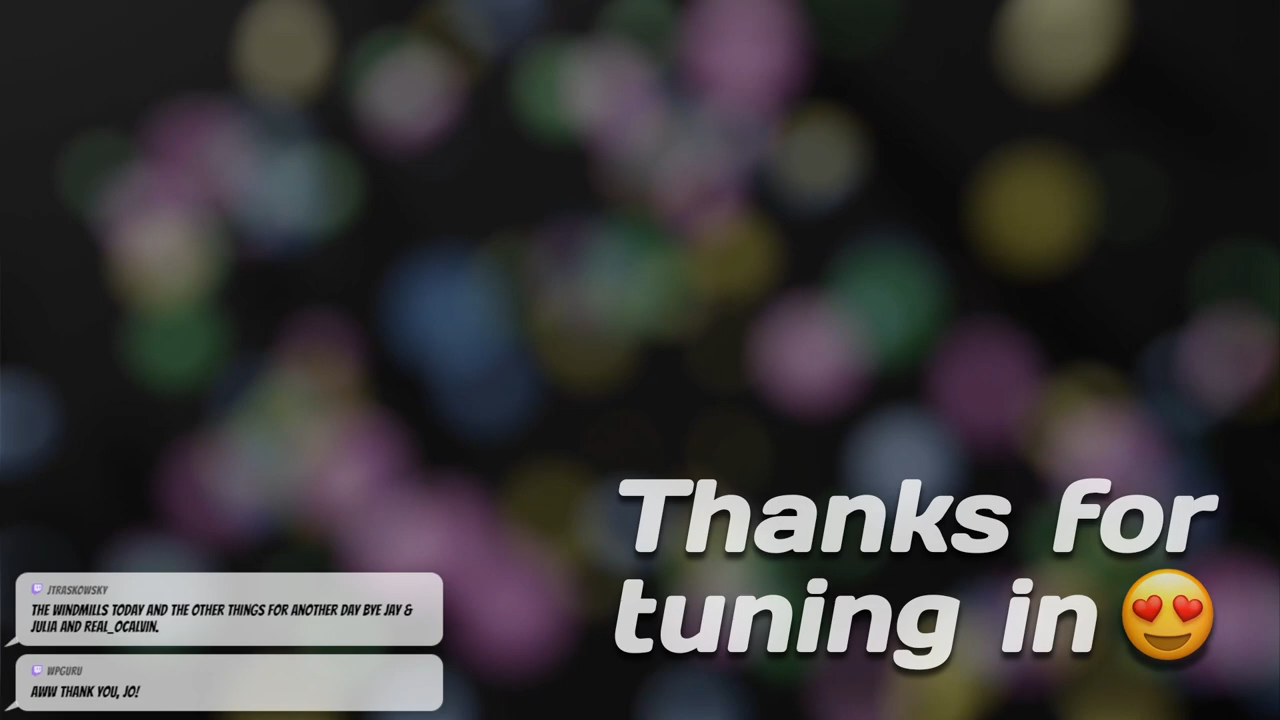 Thanks for
tuning in 😍
JTRASKOWSKY
THE WINDMILLS TODAY AND THE OTHER THINGS FOR ANOTHER DAY BYE JAY &
JULIA AND REAL_OCALVIN.
WPGURU
AWW THANK YOU, JO!